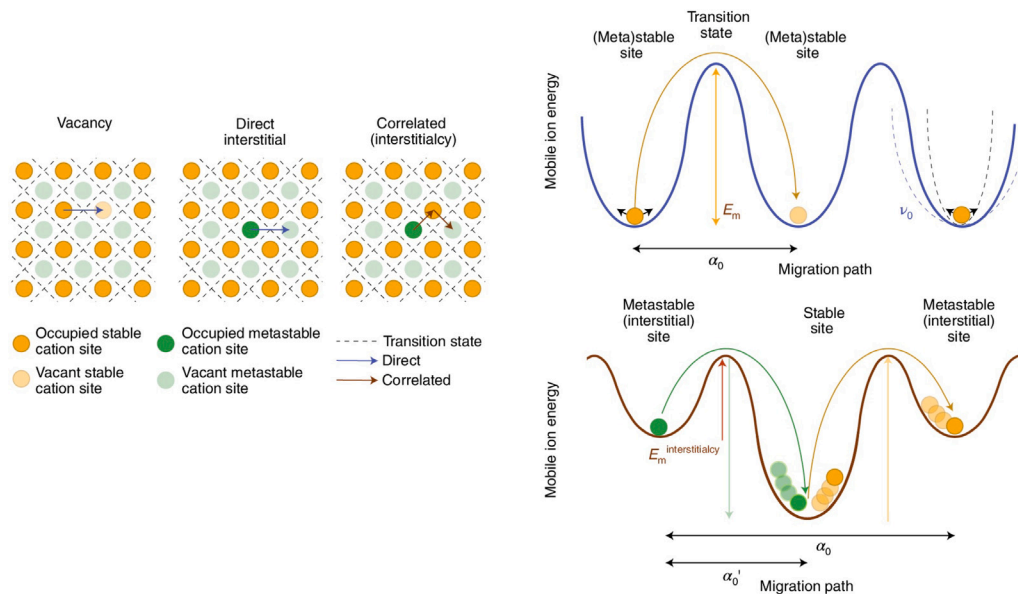 Vacancy
Direct
interstitial
Correlated
(interstitialcy)
Occupied stable
cation site
Vacant stable
cation site
Occupied metastable
cation site
Vacant metastable
cation site
Transition state
Direct
Correlated
Mobile ion energy
(Meta)stable
site
Transition
state
(Meta)stable
site
E_m
ν_0
α_0
Migration path
Mobile ion energy
Metastable
(interstitial)
site
Stable
site
Metastable
(interstitial)
site
E_m^interstitialcy
α_0
α_0'
Migration path